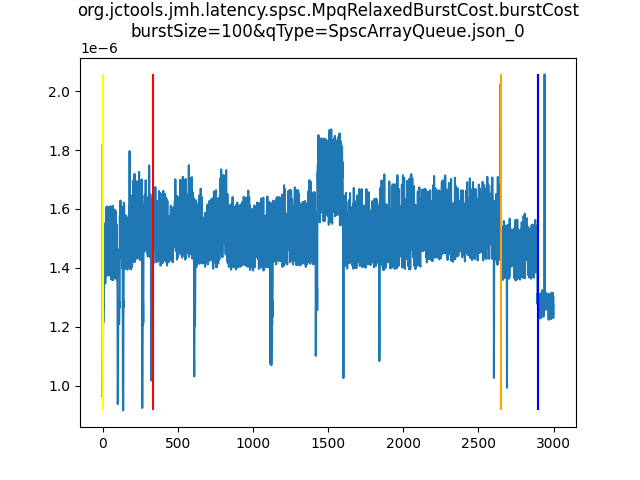 org.jctools.jmh.latency.spsc.MpqRelaxedBurstCost.burstCost
burstSize=100&qType=SpscArrayQueue.json_0
1e−6
2.0
1.8
1.6
1.4
1.2
1.0
0 500 1000 1500 2000 2500 3000